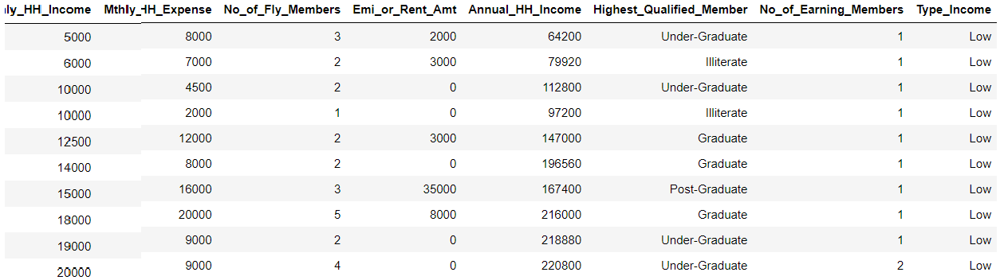 ly_HH_Income Mthly_HH_Expense No_of_Fly_Members Emi_or_Rent_Amt Annual_HH_Income Highest_Qualified_Member No_of_Earning_Members Type_Income
5000 8000 3 2000 64200 Under-Graduate 1 Low
6000 7000 2 3000 79920 Illiterate 1 Low
10000 4500 2 0 112800 Under-Graduate 1 Low
10000 2000 1 0 97200 Illiterate 1 Low
12500 12000 2 3000 147000 Graduate 1 Low
14000 8000 2 0 196560 Graduate 1 Low
15000 16000 3 35000 167400 Post-Graduate 1 Low
18000 20000 5 8000 216000 Graduate 1 Low
19000 9000 2 0 218880 Under-Graduate 1 Low
20000 9000 4 0 220800 Under-Graduate 2 Low